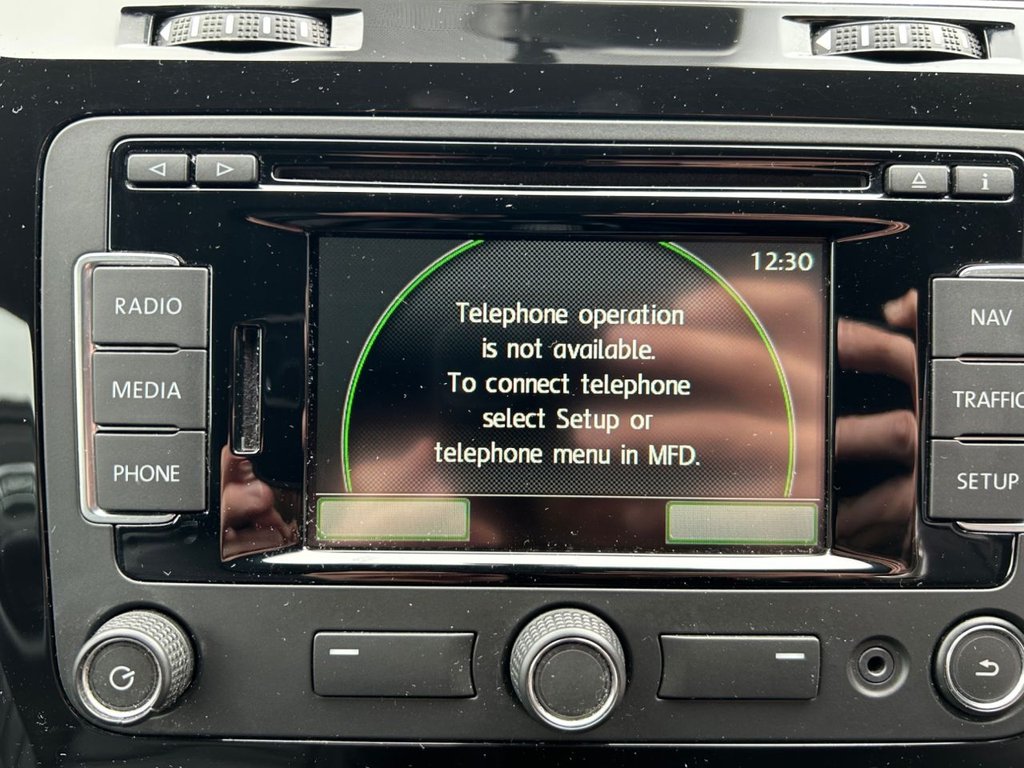 i
12:30
RADIO
Telephone operation
NAV
is not available.
MEDIA
To connect telephone
TRAFFIC
select Setup or
PHONE
telephone menu in MFD.
SETUP